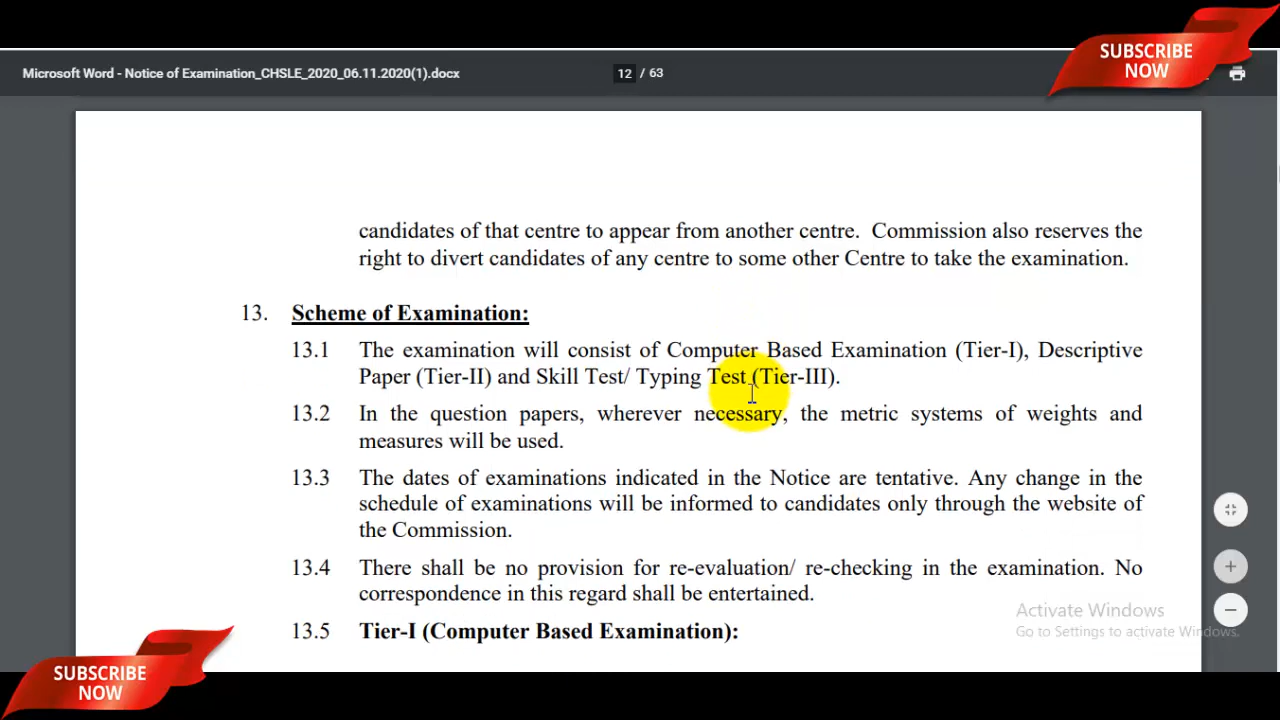 SUBSCRIBE
NOW
Microsoft Word - Notice of Examination_CHSLE_2020_06.11.2020(1).docx
12 / 63
candidates of that centre to appear from another centre. Commission also reserves the
right to divert candidates of any centre to some other Centre to take the examination.
13. Scheme of Examination:
13.1 The examination will consist of Computer Based Examination (Tier-I), Descriptive
Paper (Tier-II) and Skill Test/ Typing Test (Tier-III).
13.2 In the question papers, wherever necessary, the metric systems of weights and
measures will be used.
13.3 The dates of examinations indicated in the Notice are tentative. Any change in the
schedule of examinations will be informed to candidates only through the website of
the Commission.
13.4 There shall be no provision for re-evaluation/ re-checking in the examination. No
correspondence in this regard shall be entertained.
13.5 Tier-I (Computer Based Examination):
Activate Windows
Go to Settings to activate Windows.
SUBSCRIBE
NOW